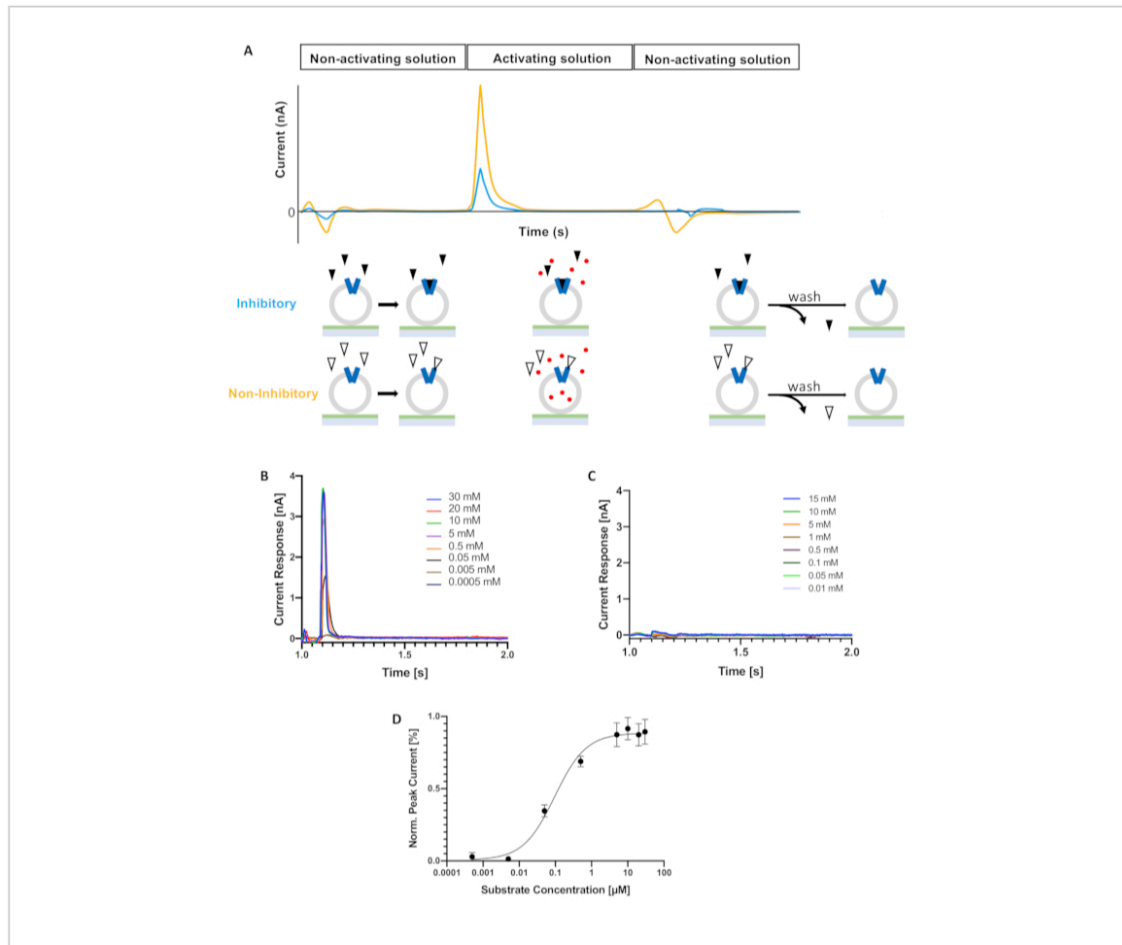 A
Non-activating solution
Activating solution
Non-activating solution
Current (nA)
0
Time (s)
Inhibitory
wash
Non-Inhibitory
wash
B
Current Response [nA]
4
3
2
1
0
1.0
1.5
2.0
Time [s]
30 mM
20 mM
10 mM
5 mM
0.5 mM
0.05 mM
0.005 mM
0.0005 mM
C
Current Response [nA]
4
3
2
1
0
1.0
1.5
2.0
Time [s]
15 mM
10 mM
5 mM
1 mM
0.5 mM
0.1 mM
0.05 mM
0.01 mM
D
Norm. Peak Current [%]
1.0
0.5
0.0
0.0001
0.001
0.01
0.1
1
10
100
Substrate Concentration [µM]